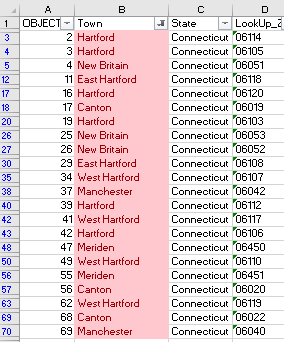 A B C D
1 OBJECT Town State LookUp_Z
3 2 Hartford Connecticut 06114
4 3 Hartford Connecticut 06105
5 4 New Britain Connecticut 06051
12 11 East Hartford Connecticut 06118
17 16 Hartford Connecticut 06120
18 17 Canton Connecticut 06019
20 19 Hartford Connecticut 06103
26 25 New Britain Connecticut 06053
27 26 New Britain Connecticut 06052
30 29 East Hartford Connecticut 06108
35 34 West Hartford Connecticut 06107
38 37 Manchester Connecticut 06042
40 39 Hartford Connecticut 06112
42 41 West Hartford Connecticut 06117
43 42 Hartford Connecticut 06106
48 47 Meriden Connecticut 06450
50 49 West Hartford Connecticut 06110
56 55 Meriden Connecticut 06451
57 56 Canton Connecticut 06020
63 62 West Hartford Connecticut 06119
69 68 Canton Connecticut 06022
70 69 Manchester Connecticut 06040